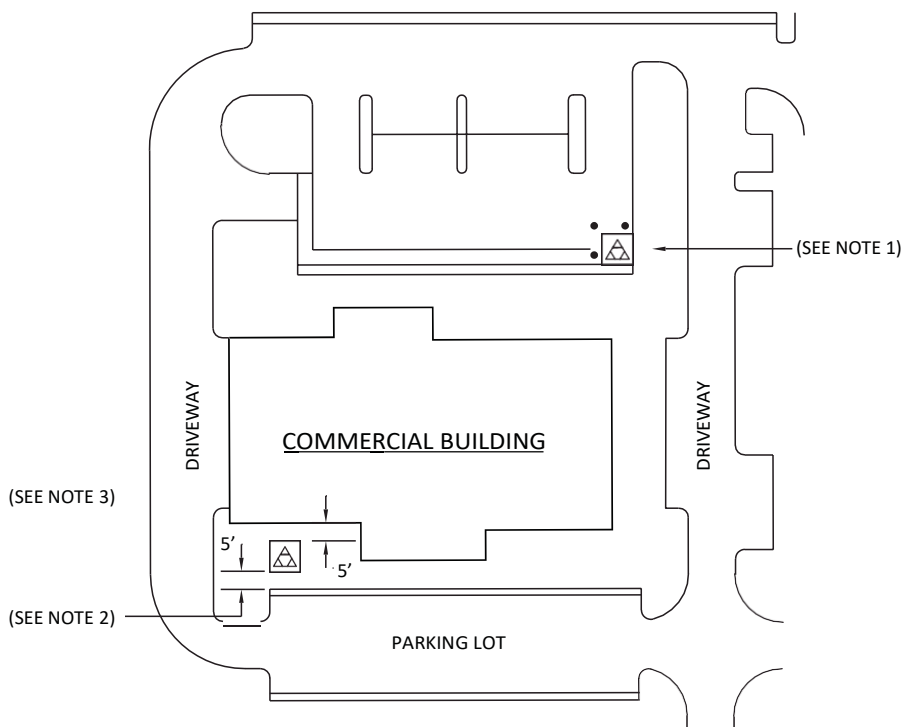 (SEE NOTE 1)
DRIVEWAY
DRIVEWAY
COMMERCIAL BUILDING
(SEE NOTE 3)
5’
5’
(SEE NOTE 2)
PARKING LOT